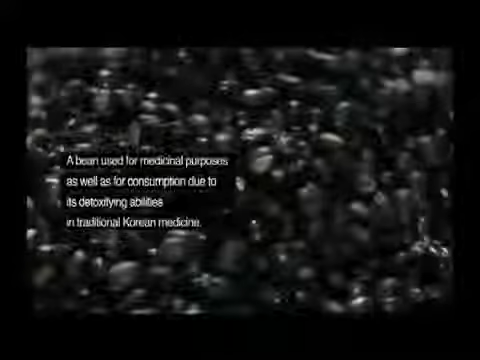 A bean used for medicinal purposes
as well as for consumption due to
its detoxifying abilities
in traditional Korean medicine.